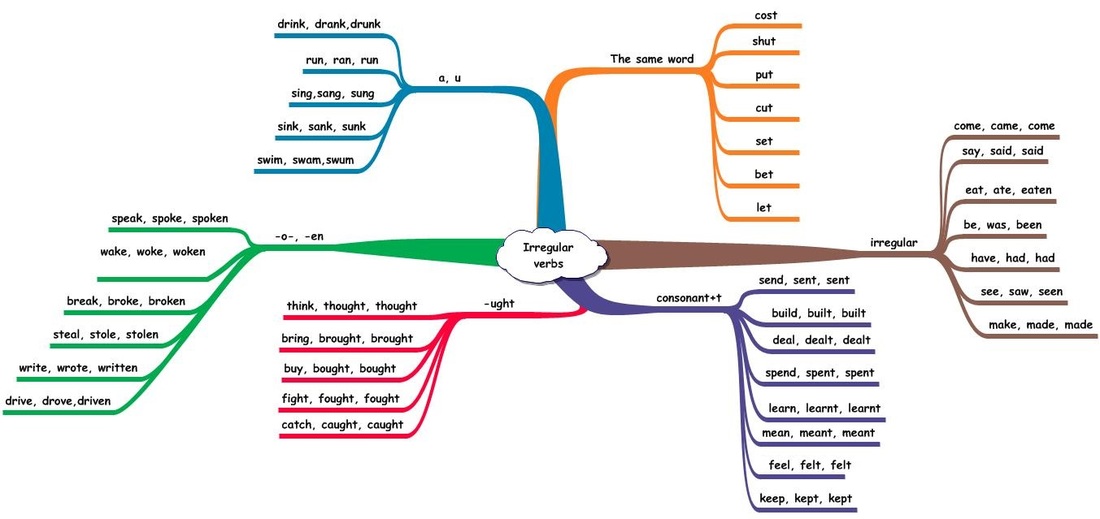 Irregular
verbs
a, u
drink, drank,drunk
run, ran, run
sing,sang, sung
sink, sank, sunk
swim, swam,swum
The same word
cost
shut
put
cut
set
bet
let
irregular
come, came, come
say, said, said
eat, ate, eaten
be, was, been
have, had, had
see, saw, seen
make, made, made
consonant+t
send, sent, sent
build, built, built
deal, dealt, dealt
spend, spent, spent
learn, learnt, learnt
mean, meant, meant
feel, felt, felt
keep, kept, kept
-ught
think, thought, thought
bring, brought, brought
buy, bought, bought
fight, fought, fought
catch, caught, caught
-o-, -en
speak, spoke, spoken
wake, woke, woken
break, broke, broken
steal, stole, stolen
write, wrote, written
drive, drove,driven